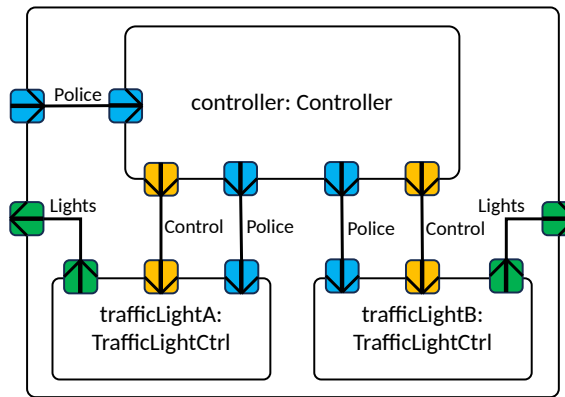 Police
controller: Controller
Lights
Control
Police
Police
Control
Lights
trafficLightA:
TrafficLightCtrl
trafficLightB:
TrafficLightCtrl